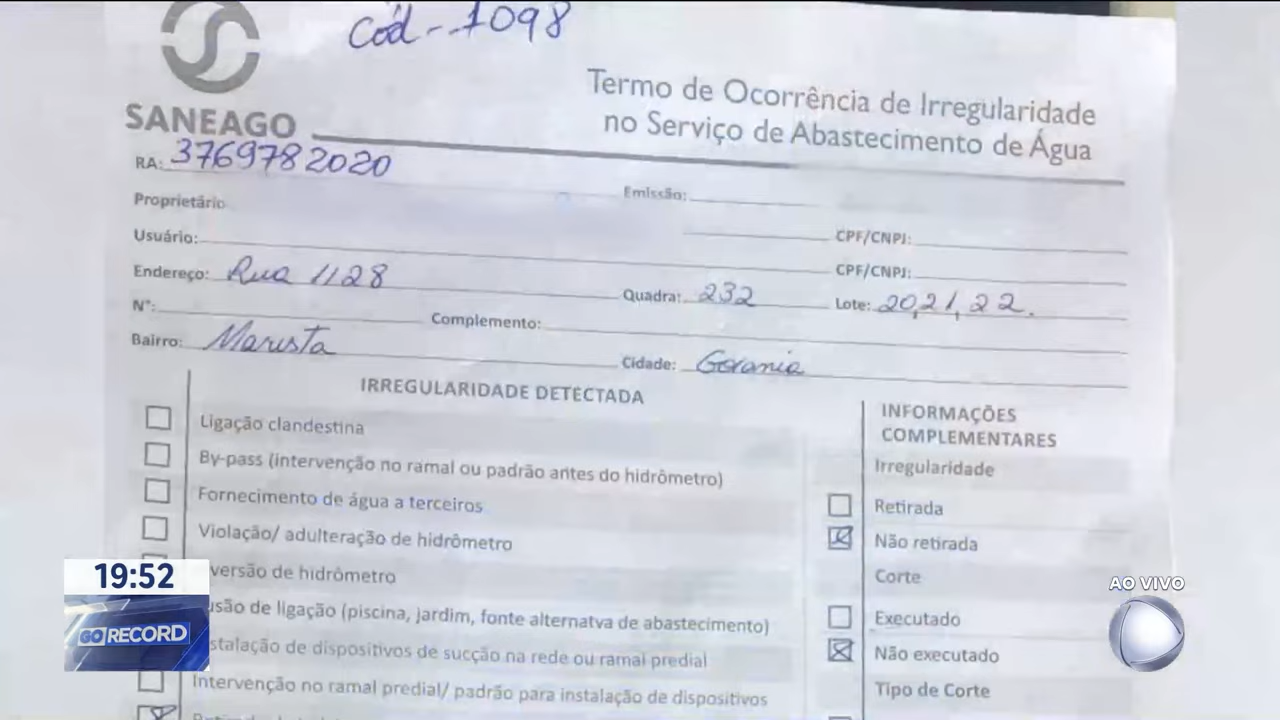 Cód-1098
SANEAGO
Termo de Ocorrência de Irregularidade
no Serviço de Abastecimento de Água
RA: 3769782020
Emissão:
Proprietário
CPF/CNPJ:
Usuário:
CPF/CNPJ:
Endereço: Rua 1128 Quadra: 232 Lote: 20,21,22.
N°: Complemento:
Bairro: Marista Cidade: Goiania
IRREGULARIDADE DETECTADA
Ligação clandestina
By-pass (intervenção no ramal ou padrão antes do hidrômetro)
Fornecimento de água a terceiros
Violação/ adulteração de hidrômetro
versão de hidrômetro
usão de ligação (piscina, jardim, fonte alternatva de abastecimento)
stalação de dispositivos de sucção na rede ou ramal predial
Intervenção no ramal predial/ padrão para instalação de dispositivos
INFORMAÇÕES
COMPLEMENTARES
Irregularidade
Retirada
Não retirada
Corte
Executado
Não executado
Tipo de Corte
19:52
GO RECORD
AO VIVO